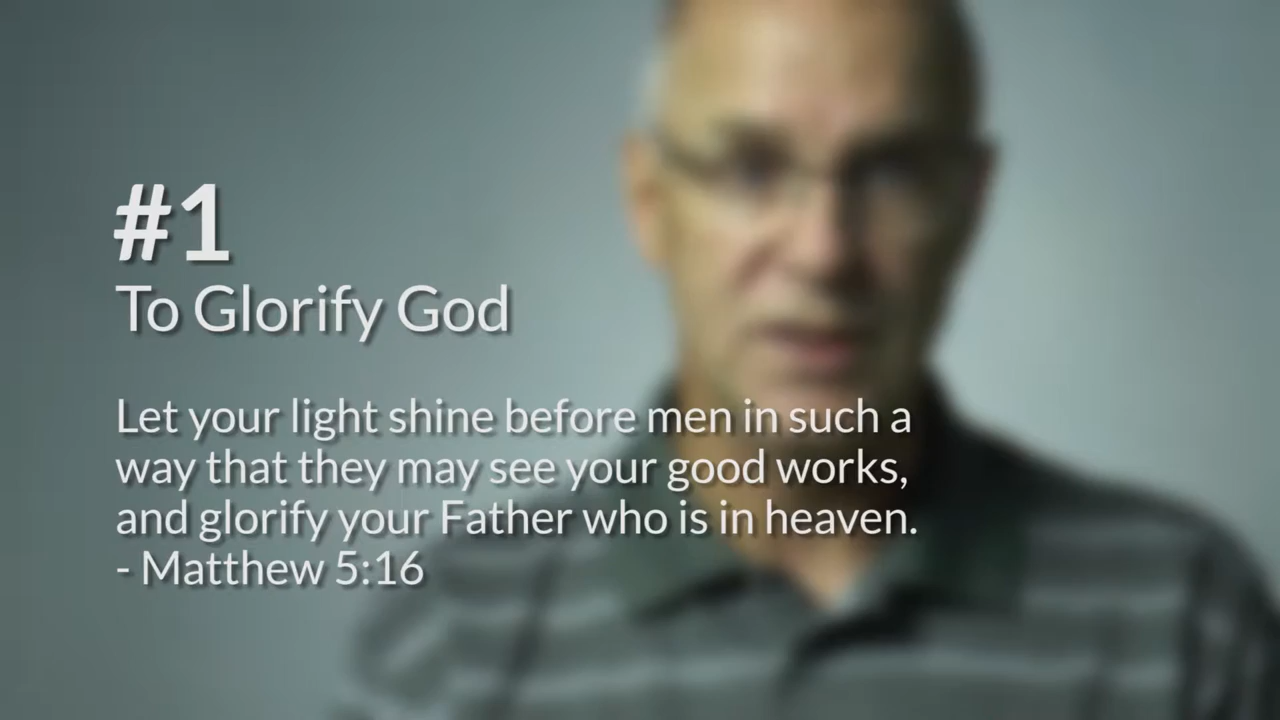 #1
To Glorify God
Let your light shine before men in such a
way that they may see your good works,
and glorify your Father who is in heaven.
- Matthew 5:16